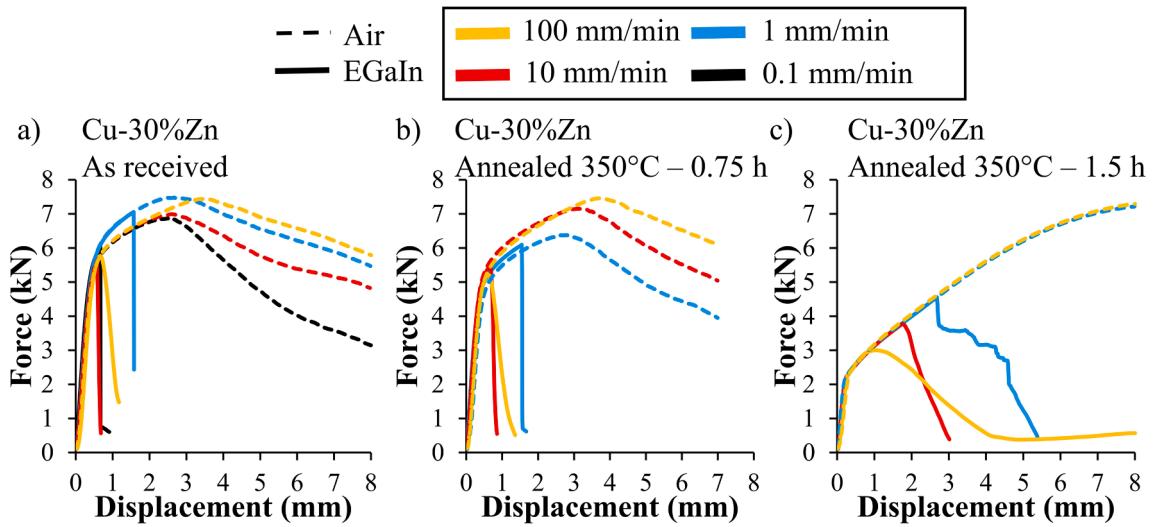 Air
EGaIn
100 mm/min
1 mm/min
10 mm/min
0.1 mm/min
a)
Cu-30%Zn
As received
b)
Cu-30%Zn
Annealed 350°C – 0.75 h
c)
Cu-30%Zn
Annealed 350°C – 1.5 h
Force (kN)
8
7
6
5
4
3
2
1
0
0 1 2 3 4 5 6 7 8
Displacement (mm)
Force (kN)
8
7
6
5
4
3
2
1
0
0 1 2 3 4 5 6 7 8
Displacement (mm)
Force (kN)
8
7
6
5
4
3
2
1
0
0 1 2 3 4 5 6 7 8
Displacement (mm)